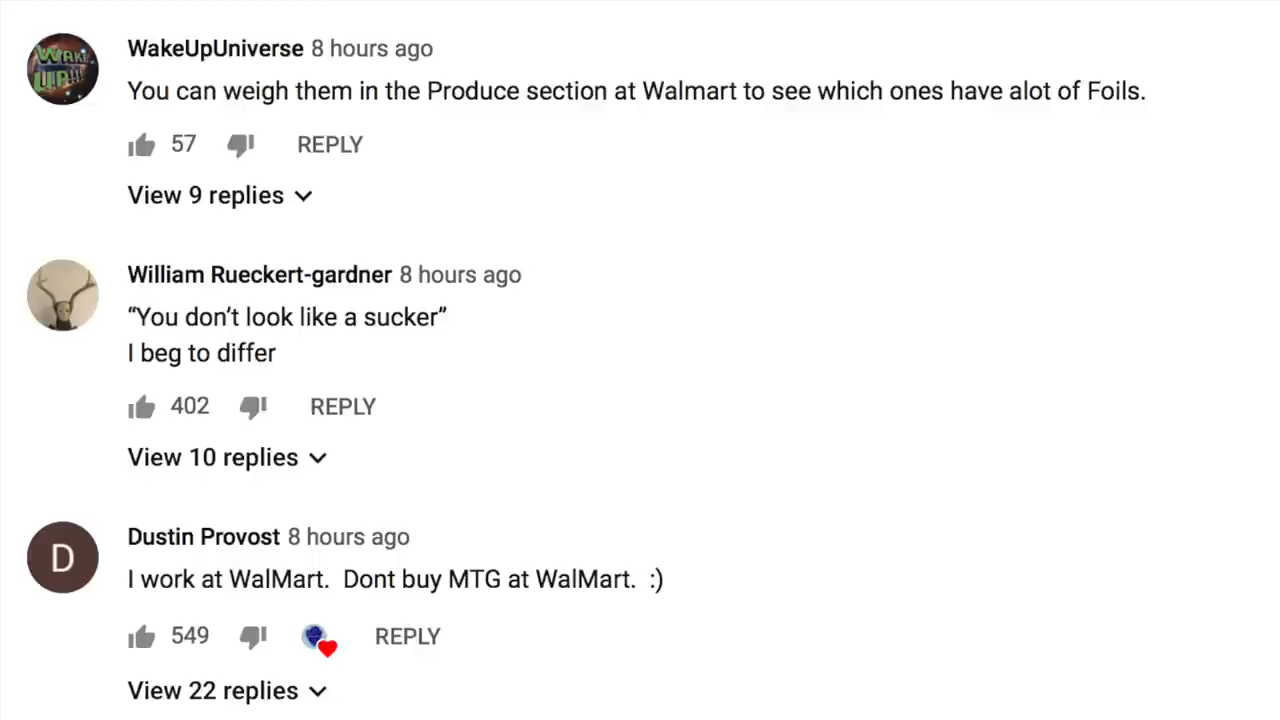 WAKE
UP!!!
WakeUpUniverse 8 hours ago
You can weigh them in the Produce section at Walmart to see which ones have alot of Foils.
57 REPLY
View 9 replies
William Rueckert-gardner 8 hours ago
“You don’t look like a sucker”
I beg to differ
402 REPLY
View 10 replies
D
Dustin Provost 8 hours ago
I work at WalMart.  Dont buy MTG at WalMart.  :)
549 REPLY
View 22 replies